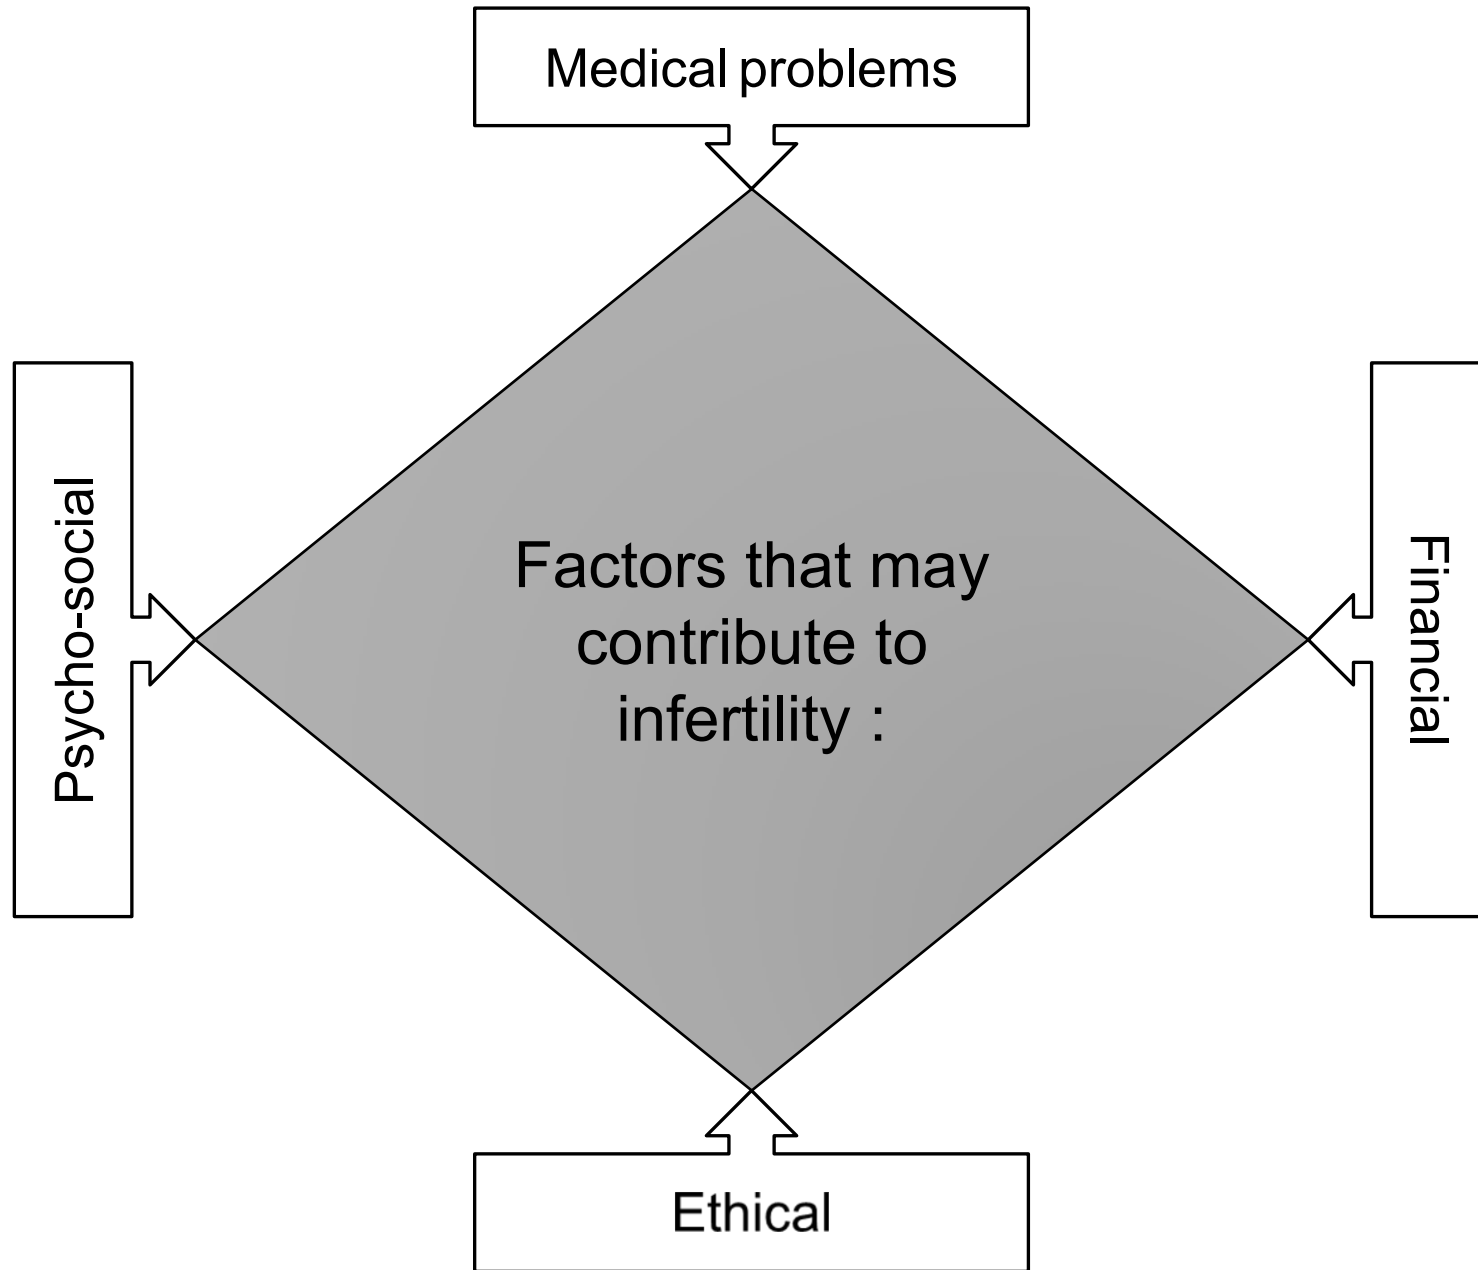 Medical problems
Psycho-social
Factors that may
contribute to
infertility :
Financial
Ethical